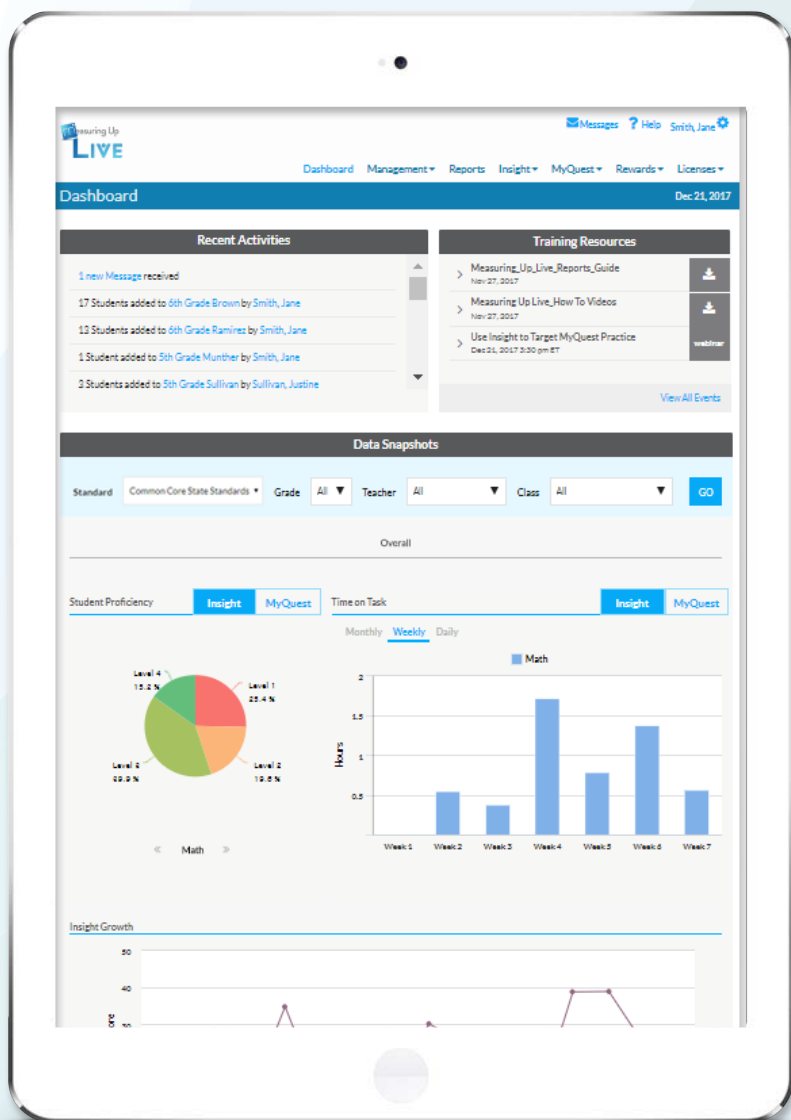 Measuring Up
LIVE
Messages ? Help Smith, Jane
Dashboard Management Reports Insight MyQuest Rewards Licenses
Dashboard Dec 21, 2017
Recent Activities
1 new Message received
17 Students added to 6th Grade Brown by Smith, Jane
13 Students added to 6th Grade Ramirez by Smith, Jane
1 Student added to 5th Grade Munther by Smith, Jane
3 Students added to 5th Grade Sullivan by Sullivan, Justine
Training Resources
Measuring_Up_Live_Reports_Guide
Nov 27, 2017
Measuring Up Live_How To Videos
Nov 27, 2017
Use Insight to Target MyQuest Practice
Dec 21, 2017 3:30 pm ET
webinar
View All Events
Data Snapshots
Standard Common Core State Standards Grade All Teacher All Class All GO
Overall
Student Proficiency Insight MyQuest
Level 4
15.2 %
Level 1
25.4 %
Level 3
39.9 %
Level 2
19.6 %
« Math »
Time on Task Insight MyQuest
Monthly Weekly Daily
Math
2
1.5
1
0.5
Hours
Week 1 Week 2 Week 3 Week 4 Week 5 Week 6 Week 7
Insight Growth
50
40
30